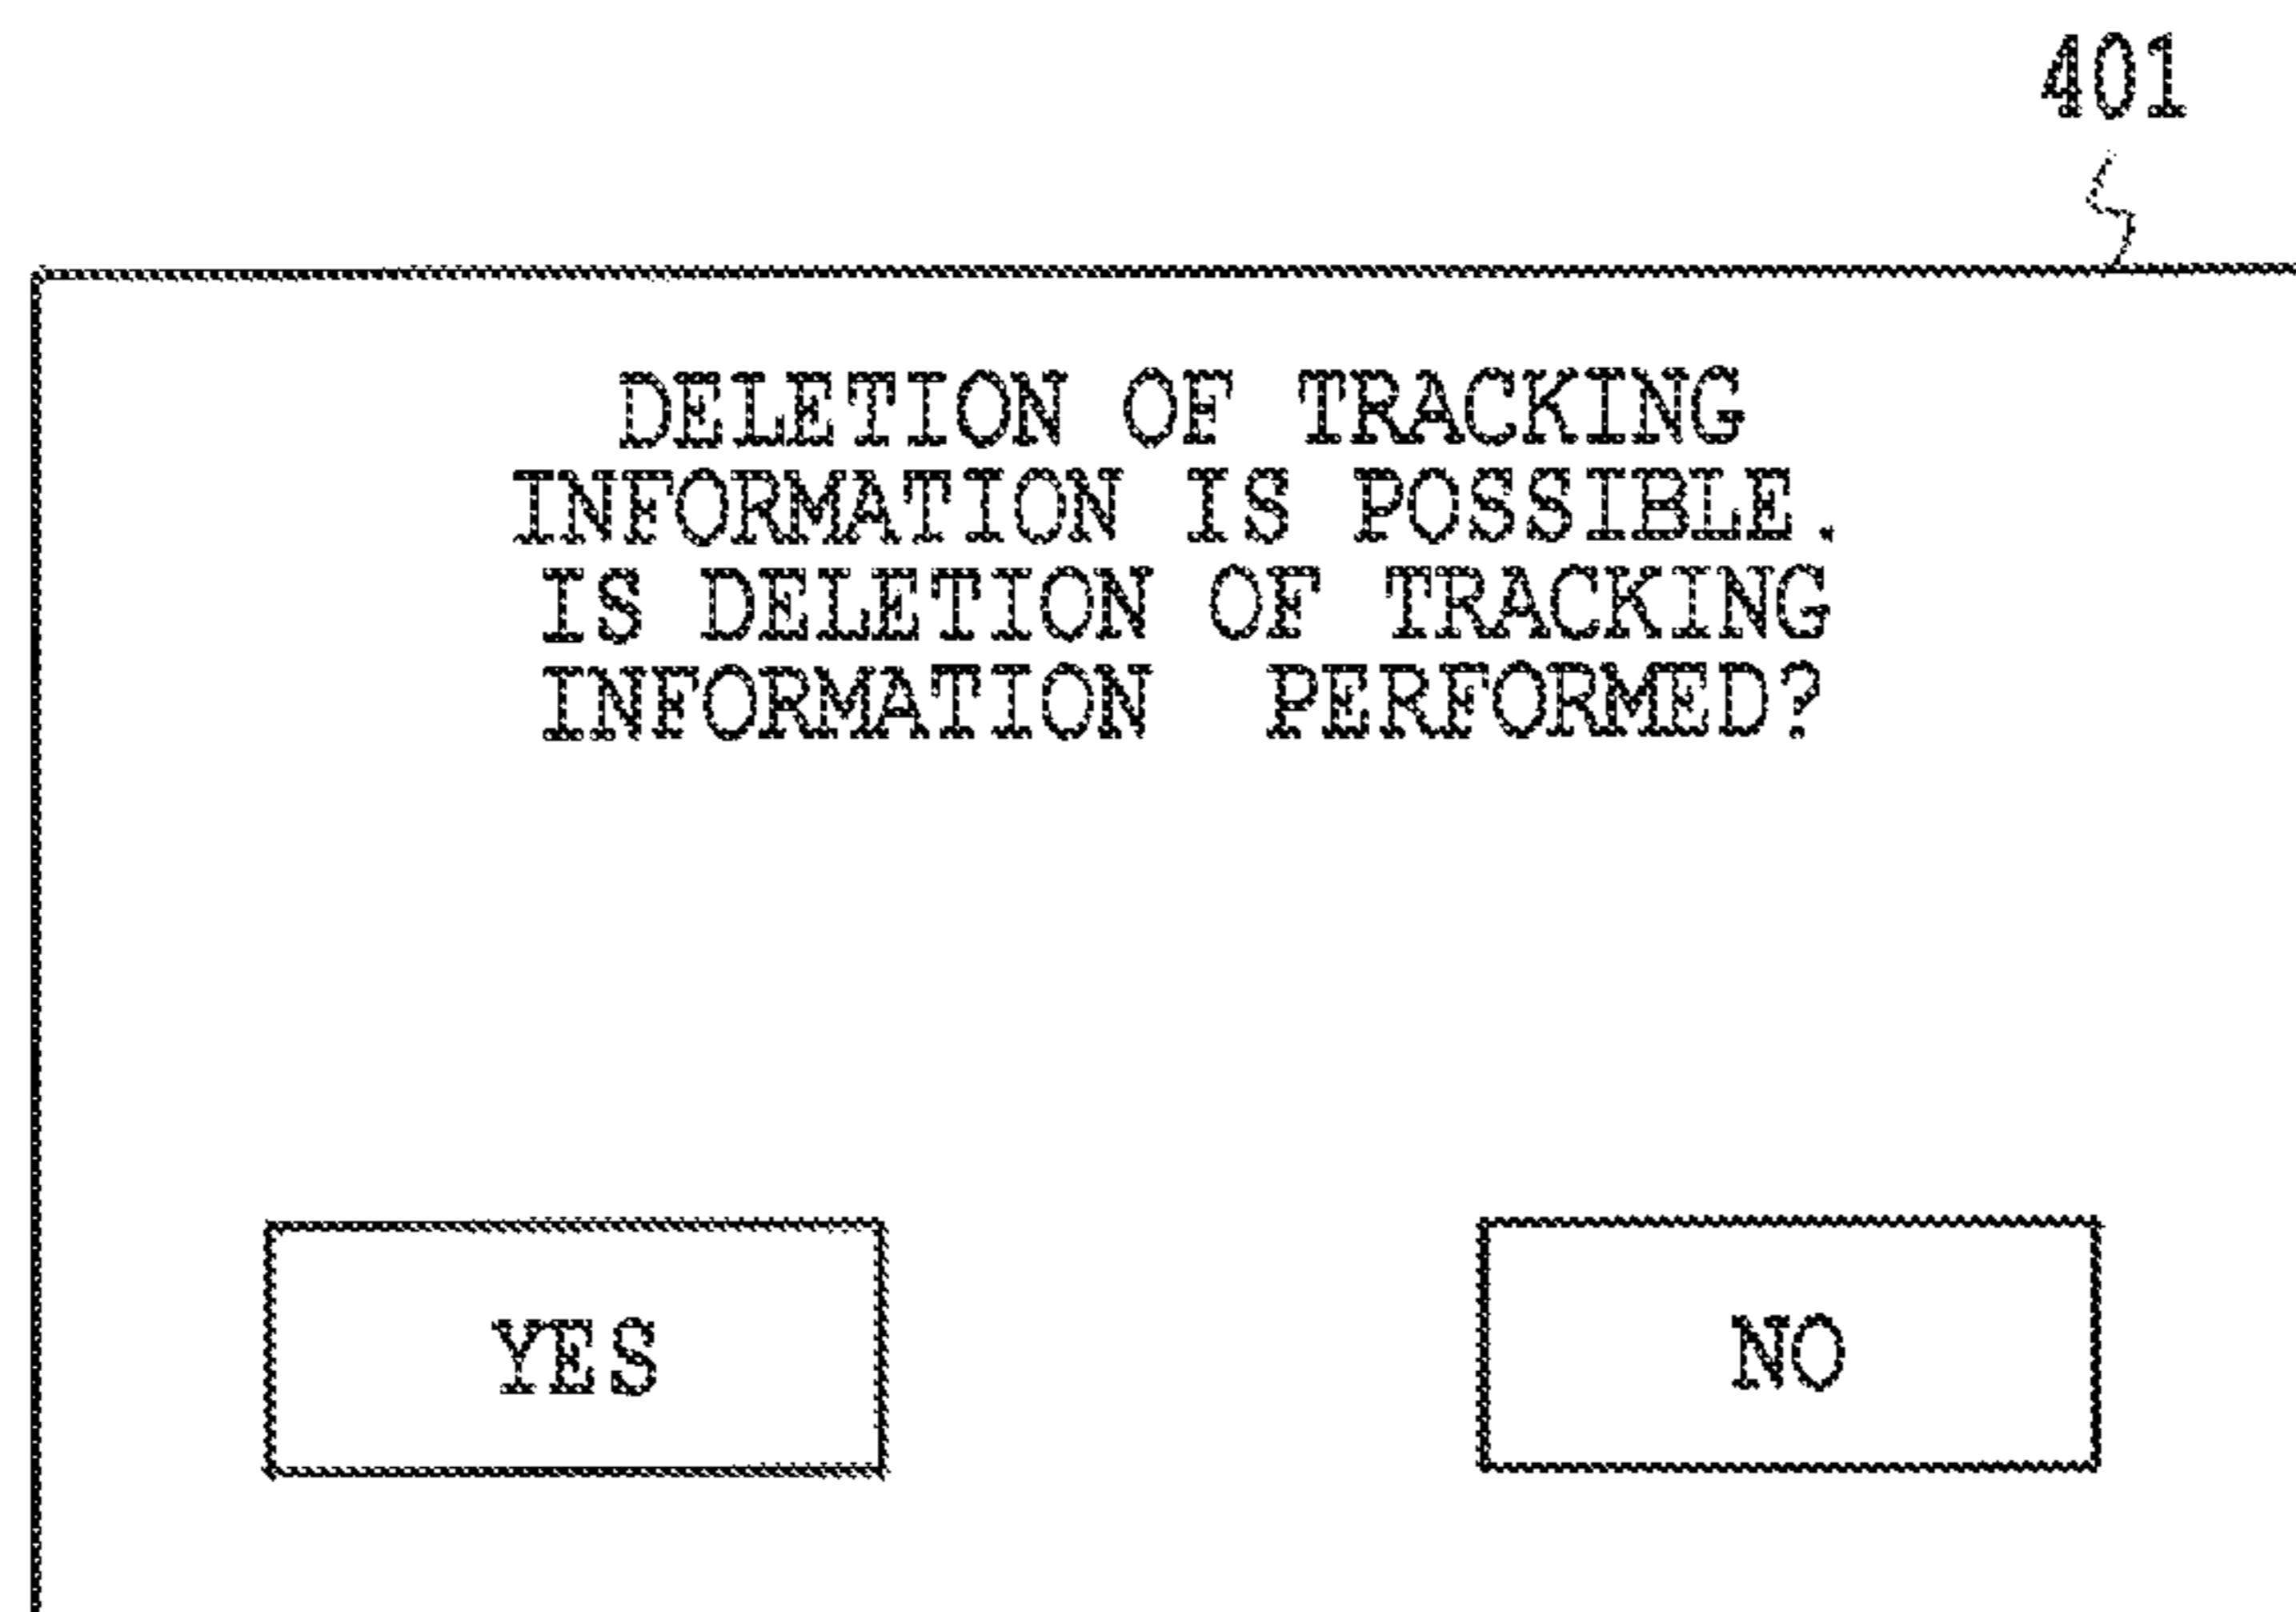 401
DELETION OF TRACKING
INFORMATION IS POSSIBLE.
IS DELETION OF TRACKING
INFORMATION PERFORMED?
YES
NO